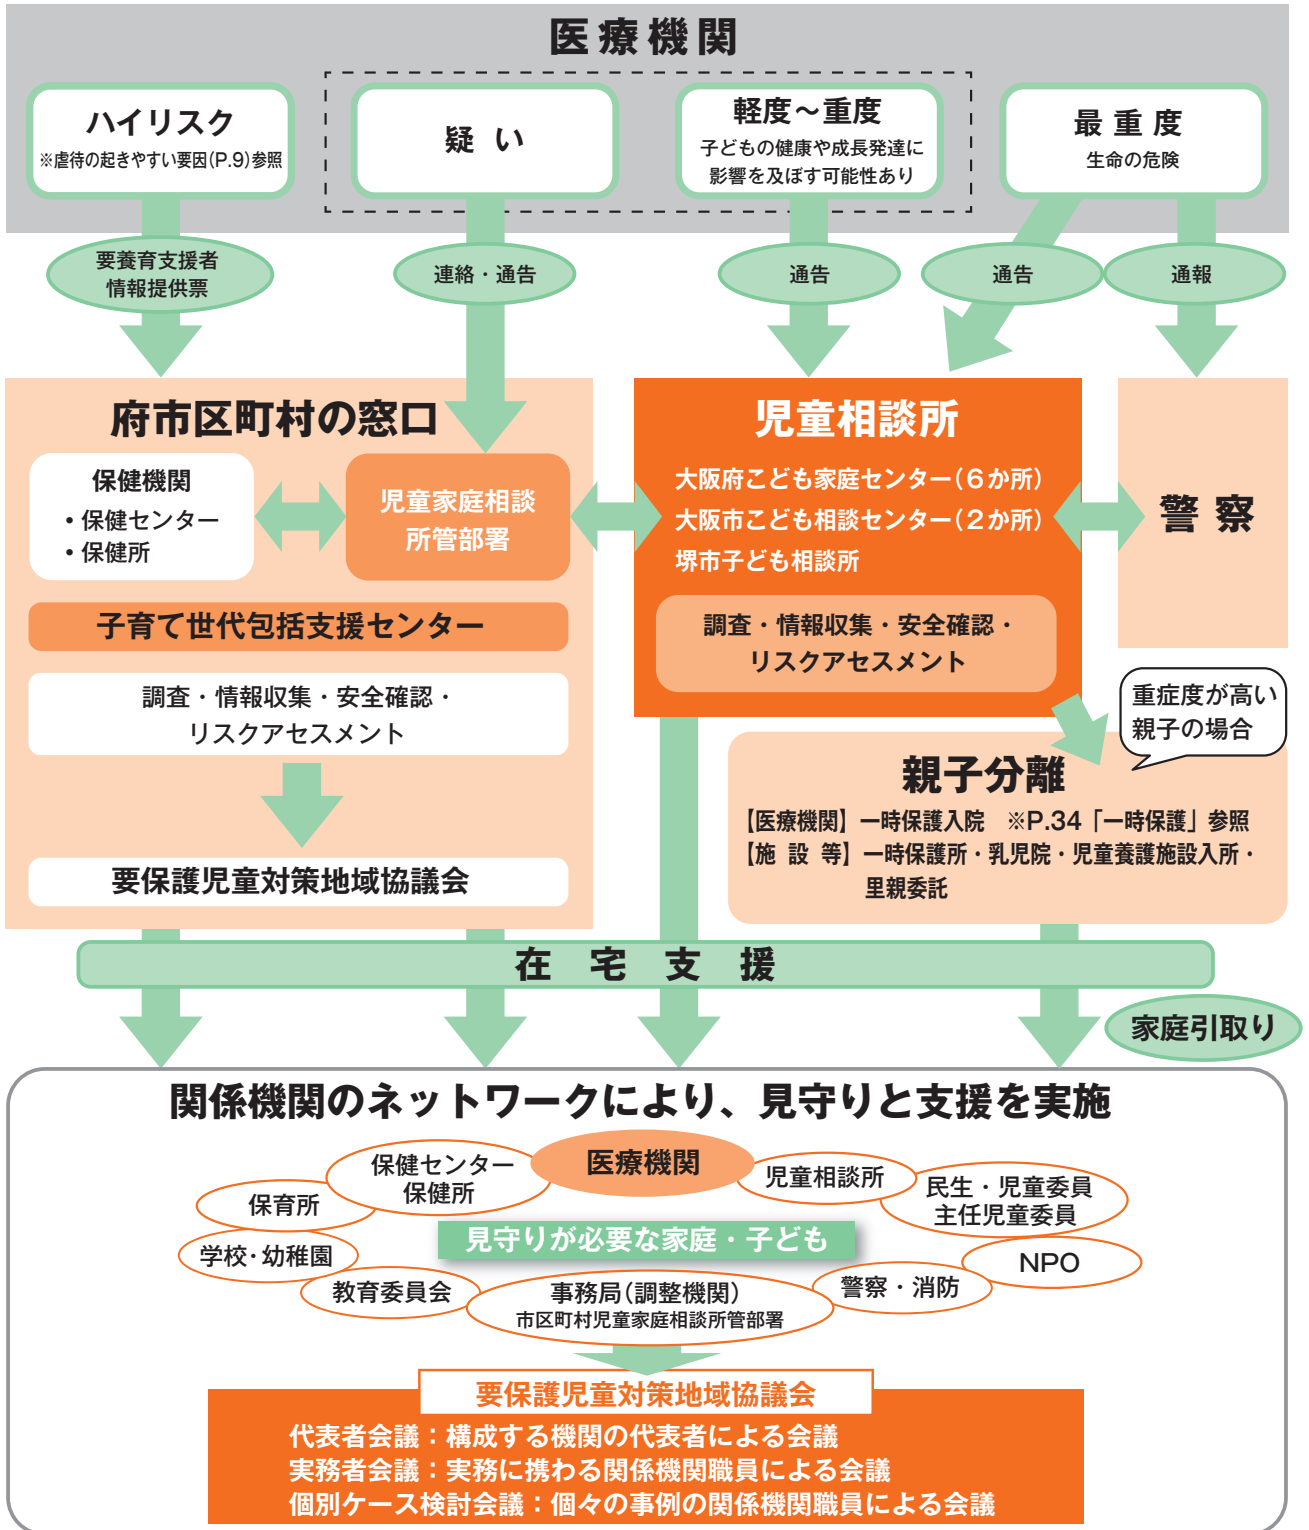 医療機関
ハイリスク
※虐待の起きやすい要因(P.9)参照
疑い
軽度～重度
子どもの健康や成長発達に
影響を及ぼす可能性あり
最重度
生命の危険
要養育支援者
情報提供票
連絡・通告
通告
通告
通報
府市区町村の窓口
保健機関
・保健センター
・保健所
児童家庭相談
所管部署
子育て世代包括支援センター
調査・情報収集・安全確認・
リスクアセスメント
要保護児童対策地域協議会
児童相談所
大阪府こども家庭センター(６か所)
大阪市こども相談センター(２か所)
堺市子ども相談所
調査・情報収集・安全確認・
リスクアセスメント
警察
重症度が高い
親子の場合
親子分離
【医療機関】一時保護入院　※P.34「一時保護」参照
【施設等】一時保護所・乳児院・児童養護施設入所・
里親委託
在宅支援
家庭引取り
関係機関のネットワークにより、見守りと支援を実施
医療機関
保健センター
保健所
児童相談所
保育所
民生・児童委員
主任児童委員
見守りが必要な家庭・子ども
学校・幼稚園
NPO
教育委員会
事務局(調整機関)
市区町村児童家庭相談所管部署
警察・消防
要保護児童対策地域協議会
代表者会議：構成する機関の代表者による会議
実務者会議：実務に携わる関係機関職員による会議
個別ケース検討会議：個々の事例の関係機関職員による会議